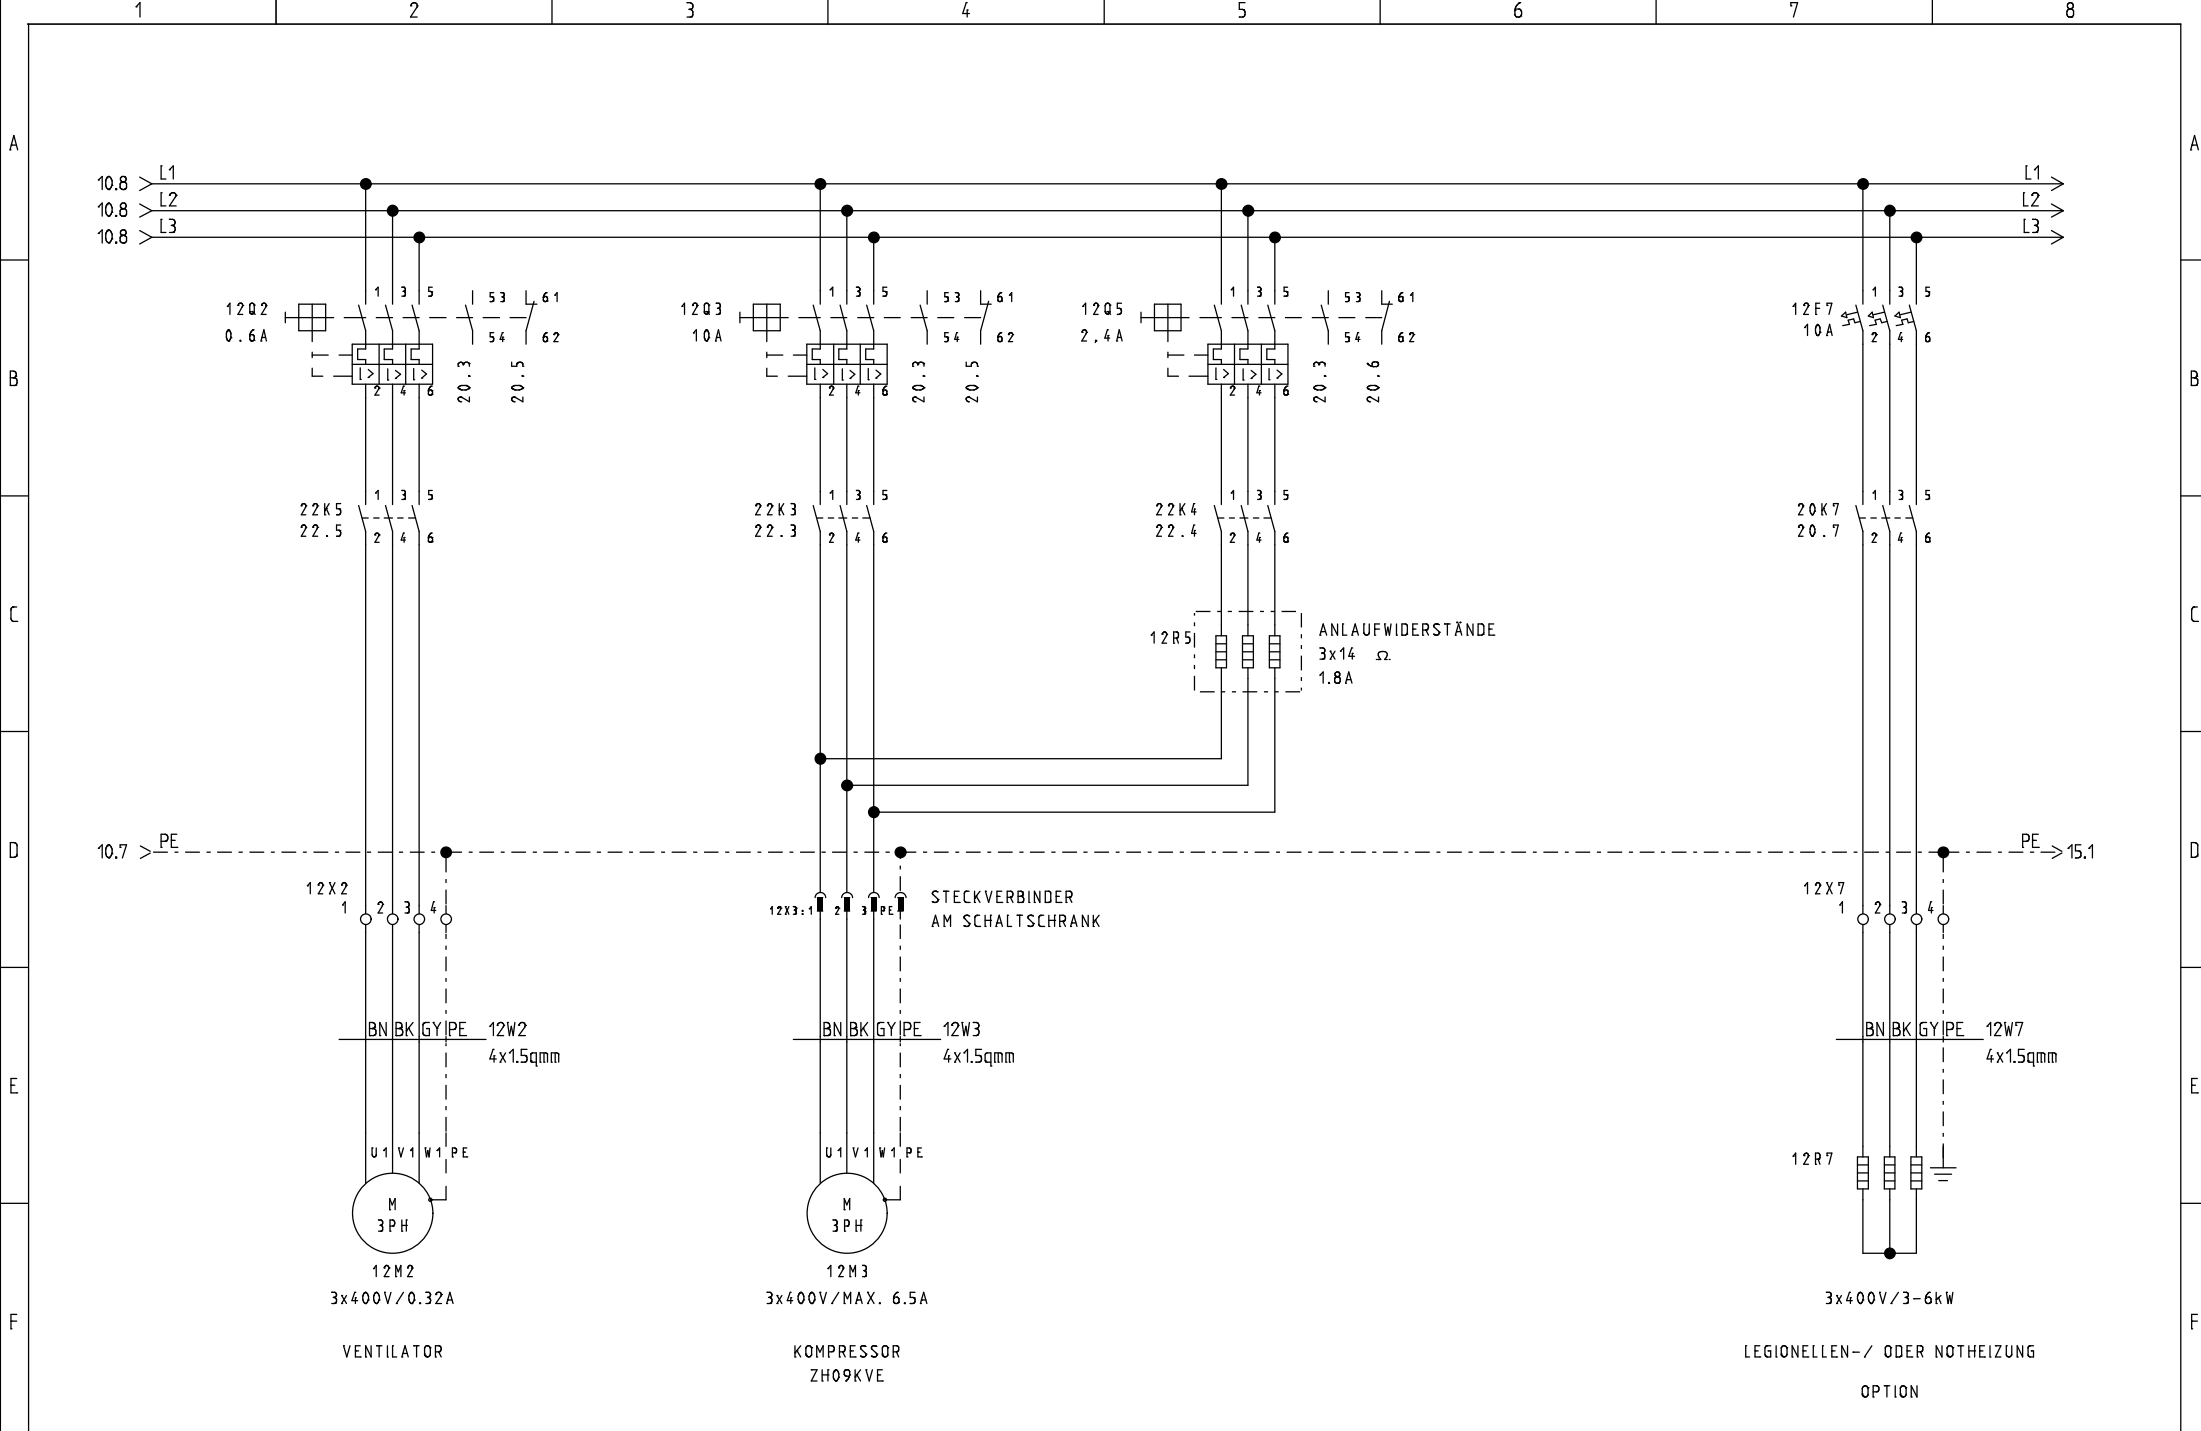 1 2 3 4 5 6 7 8
A A
10.8 L1 L1
10.8 L2 L2
10.8 L3 L3
1 3 5 53 61 1 3 5 53 61 1 3 5 53 61 1 3 5
12Q2 12Q3 12Q5 12F7
0.6A 10A 2,4A 10A
54 62 54 62 54 62 2 4 6
I> I> I> I> I> I> I> I> I>
B B
20.3 20.5 20.3 20.5 20.3 20.6
2 4 6 2 4 6 2 4 6
1 3 5 1 3 5 1 3 5 1 3 5
22K5 22K3 22K4 20K7
22.5 22.3 22.4 20.7
2 4 6 2 4 6 2 4 6 2 4 6
C C
12R5 ANLAUFWIDERSTÄNDE
3x14 Ω
1.8A
D D
10.7 PE PE 15.1
12X2 12X7
1 2 3 4 1 2 3 4
STECKVERBINDER
12X3:1 2 3 PE
AM SCHALTSCHRANK
BN BK GY PE 12W2 BN BK GY PE 12W3 BN BK GY PE 12W7
4x1.5qmm 4x1.5qmm 4x1.5qmm
E E
U1 V1 W1 PE U1 V1 W1 PE 12R7
M M
3PH 3PH
12M2 12M3
3x400V/0.32A 3x400V/MAX. 6.5A 3x400V/3-6kW
F F
VENTILATOR KOMPRESSOR LEGIONELLEN-/ ODER NOTHEIZUNG
ZH09KVE
OPTION